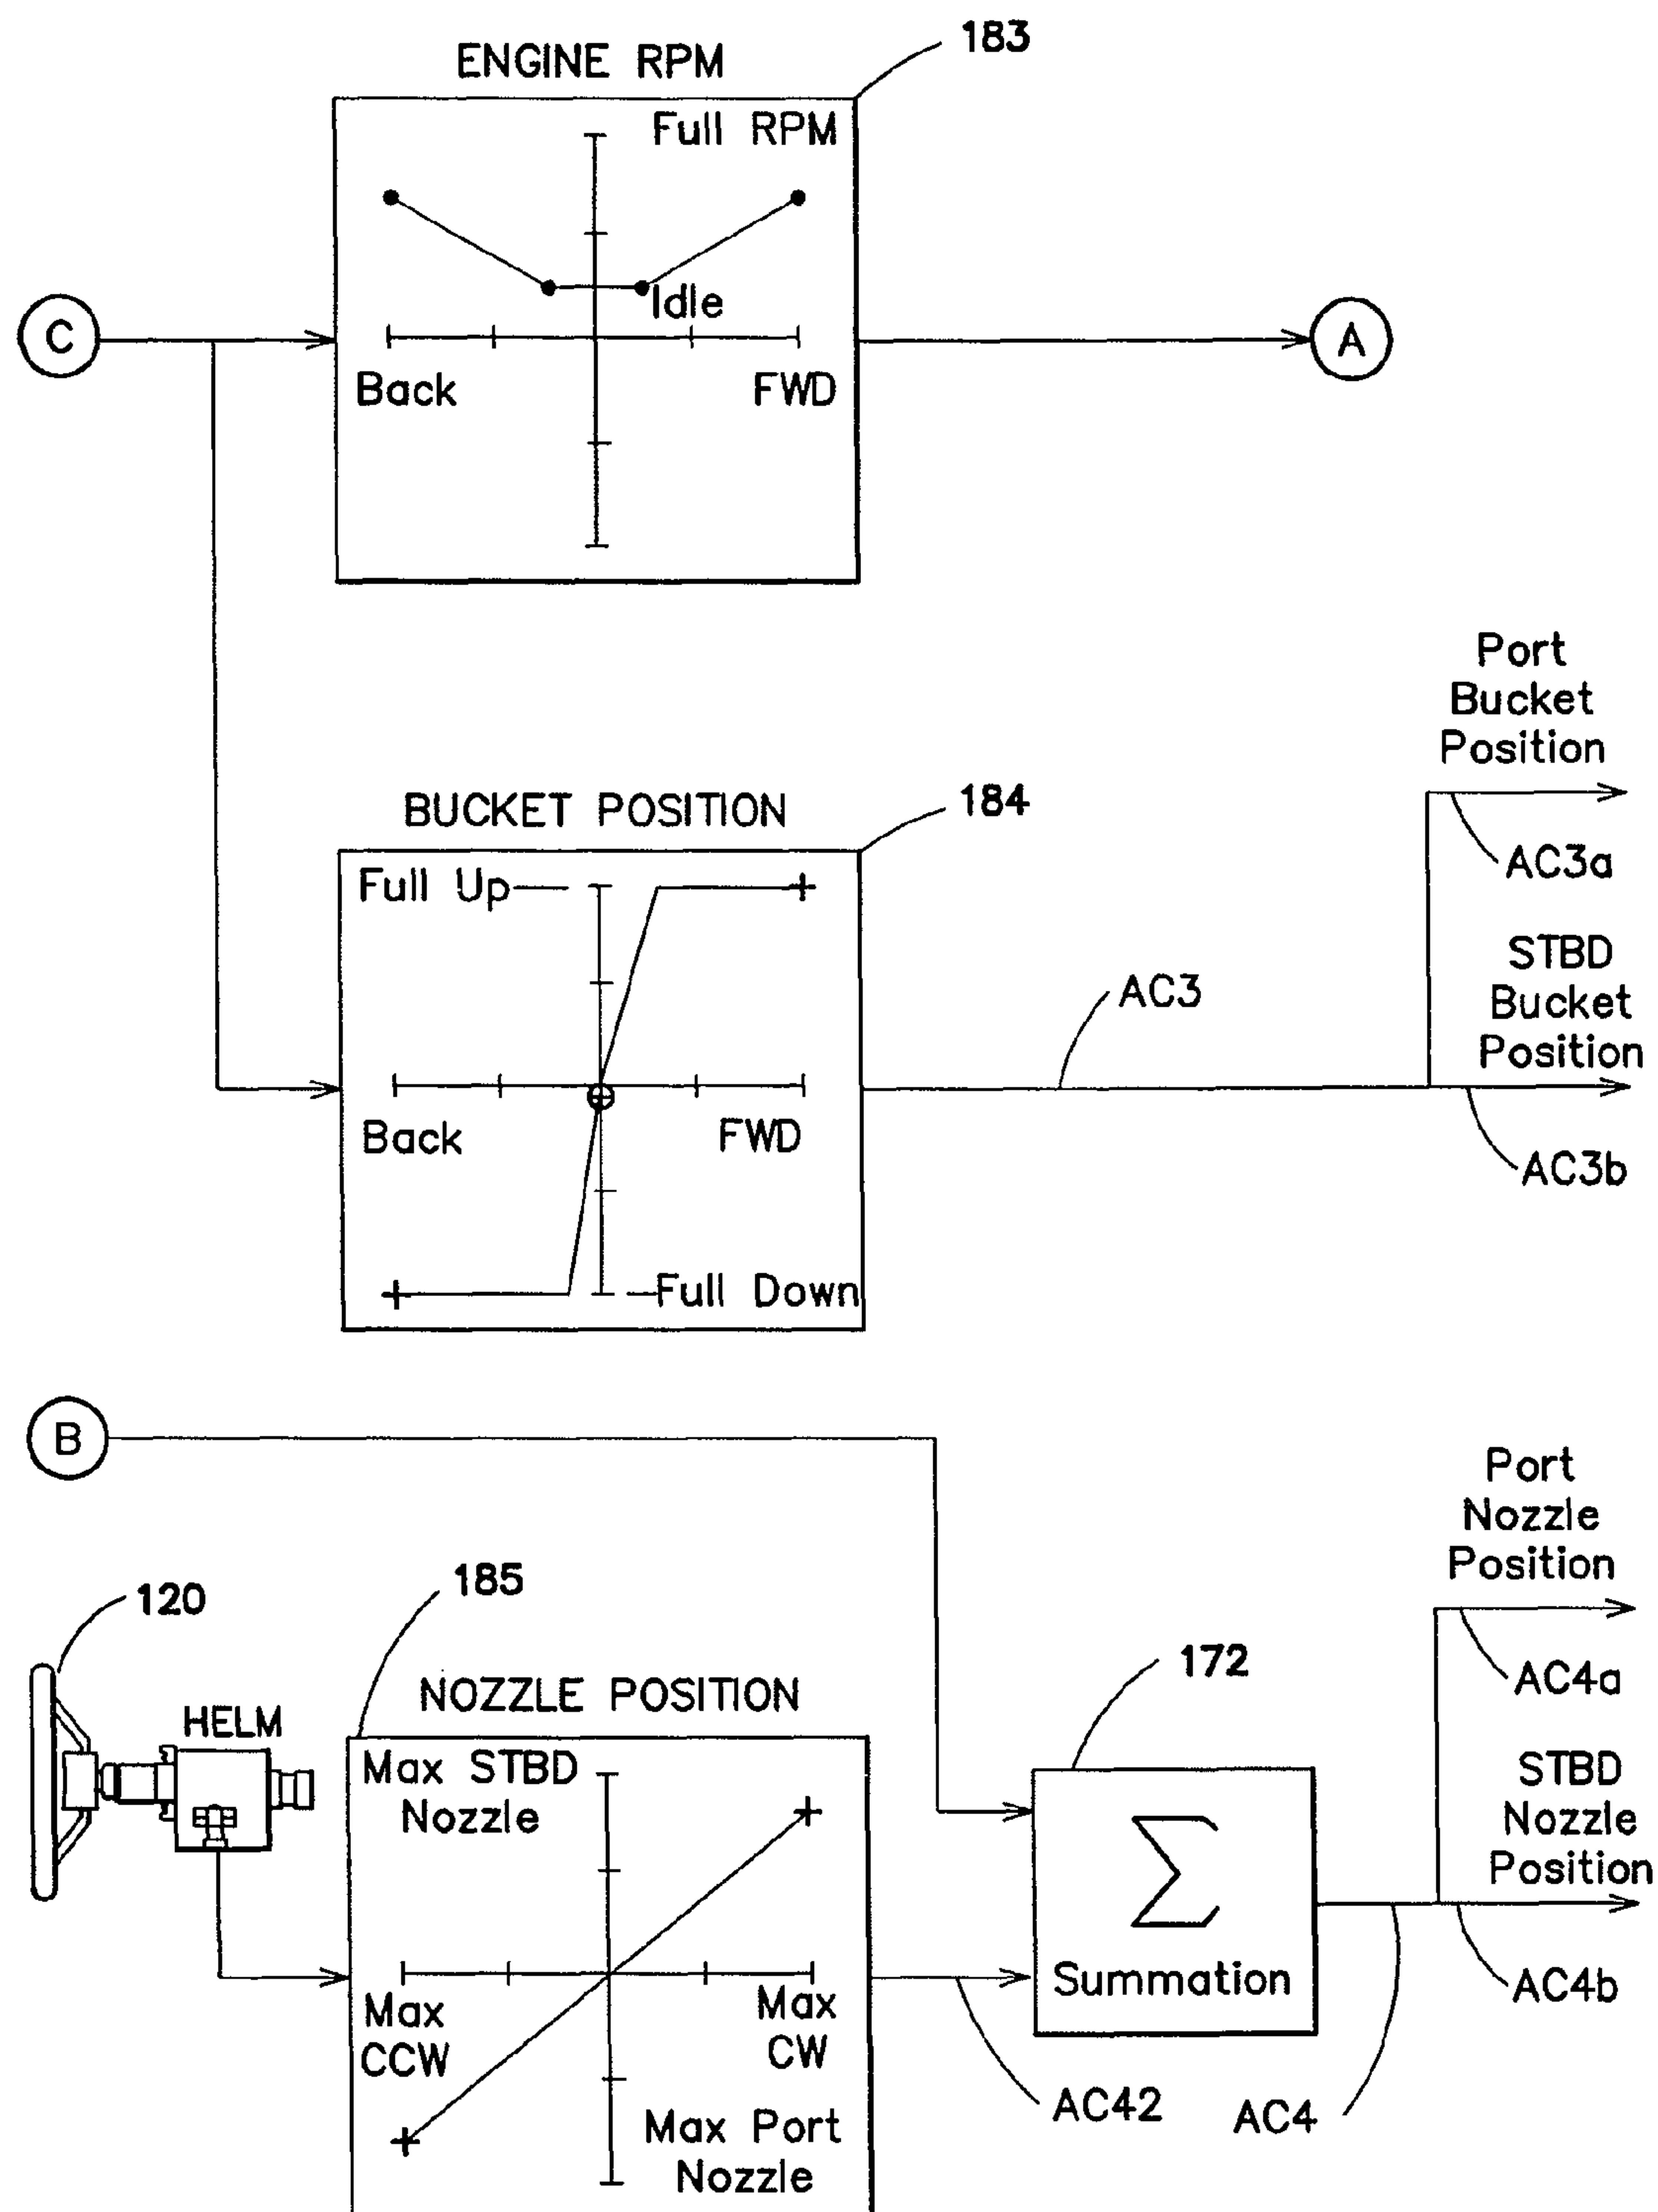 183
ENGINE RPM
Full RPM
Idle
C
A
Back
FWD
Port
Bucket
Position
184
BUCKET POSITION
AC3a
Full Up
STBD
Bucket
Position
AC3
Back
FWD
AC3b
Full Down
B
Port
Nozzle
Position
185
120
172
AC4a
NOZZLE POSITION
HELM
Max STBD
Nozzle
STBD
Nozzle
Position
Σ
Summation
AC4b
Max
CCW
Max
CW
AC42
AC4
Max Port
Nozzle